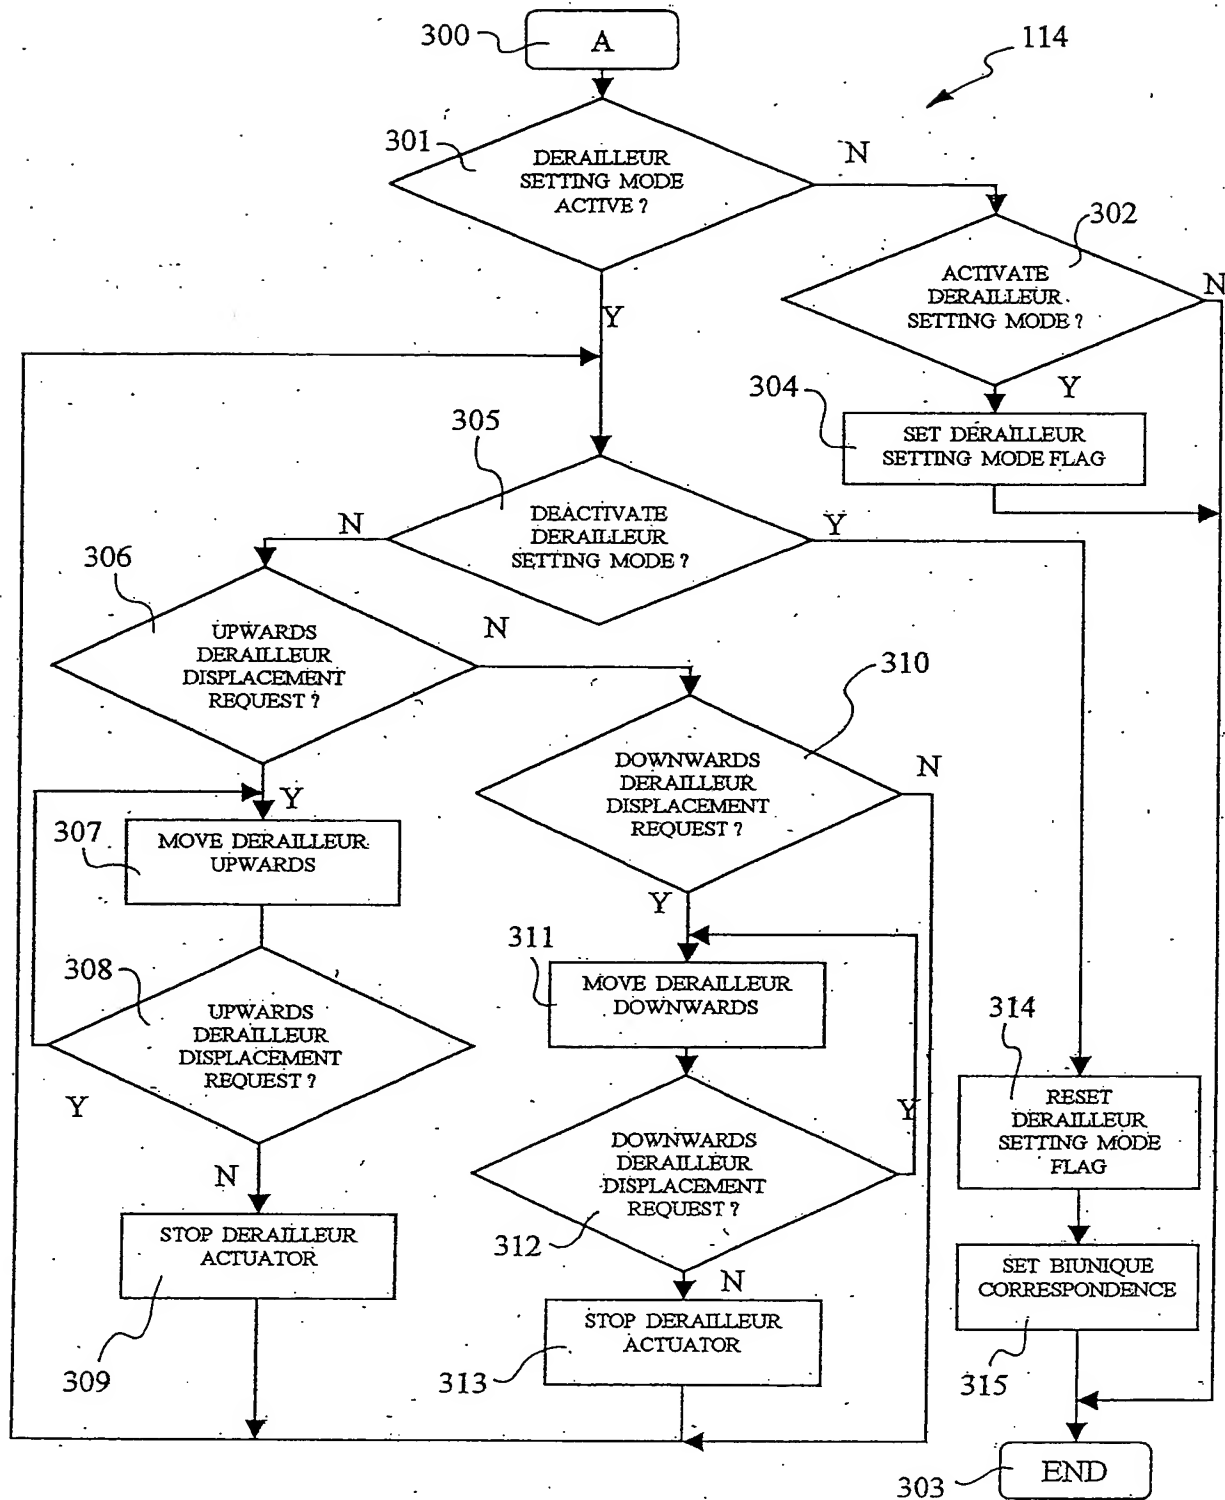 300
A
114
301
DERAILLEUR
SETTING MODE
ACTIVE ?
N
302
ACTIVATE
DERAILLEUR
SETTING MODE ?
N
Y
Y
304
SET DERAILLEUR
SETTING MODE FLAG
305
DEACTIVATE
DERAILLEUR
SETTING MODE ?
N
Y
306
UPWARDS
DERAILLEUR
DISPLACEMENT
REQUEST ?
N
310
DOWNWARDS
DERAILLEUR
DISPLACEMENT
REQUEST ?
N
Y
307
MOVE DERAILLEUR
UPWARDS
Y
311
MOVE DERAILLEUR
DOWNWARDS
308
UPWARDS
DERAILLEUR
DISPLACEMENT
REQUEST ?
Y
N
314
RESET
DERAILLEUR
SETTING MODE
FLAG
Y
DOWNWARDS
DERAILLEUR
DISPLACEMENT
REQUEST ?
312
N
STOP DERAILLEUR
ACTUATOR
309
SET BIUNIQUE
CORRESPONDENCE
315
STOP DERAILLEUR
ACTUATOR
313
END
303